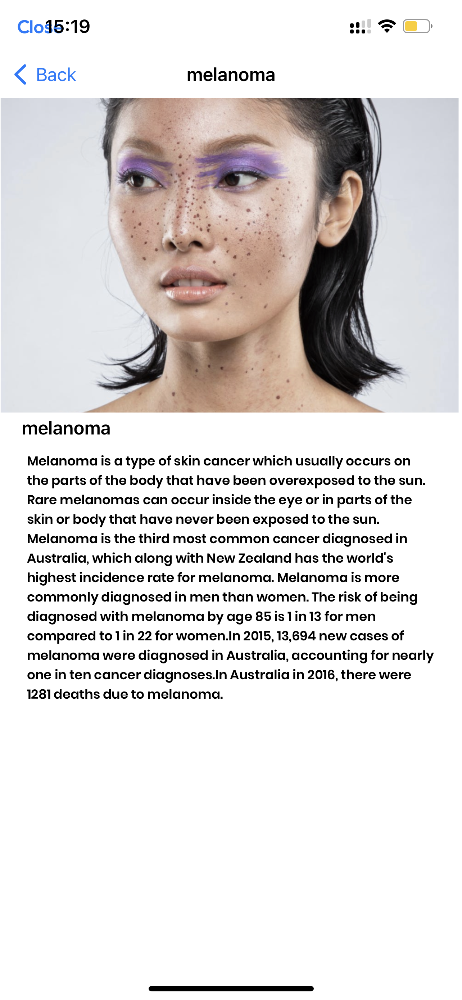 Close
15:19
Back
melanoma
melanoma
Melanoma is a type of skin cancer which usually occurs on
the parts of the body that have been overexposed to the sun.
Rare melanomas can occur inside the eye or in parts of the
skin or body that have never been exposed to the sun.
Melanoma is the third most common cancer diagnosed in
Australia, which along with New Zealand has the world's
highest incidence rate for melanoma. Melanoma is more
commonly diagnosed in men than women. The risk of being
diagnosed with melanoma by age 85 is 1 in 13 for men
compared to 1 in 22 for women.In 2015, 13,694 new cases of
melanoma were diagnosed in Australia, accounting for nearly
one in ten cancer diagnoses.In Australia in 2016, there were
1281 deaths due to melanoma.